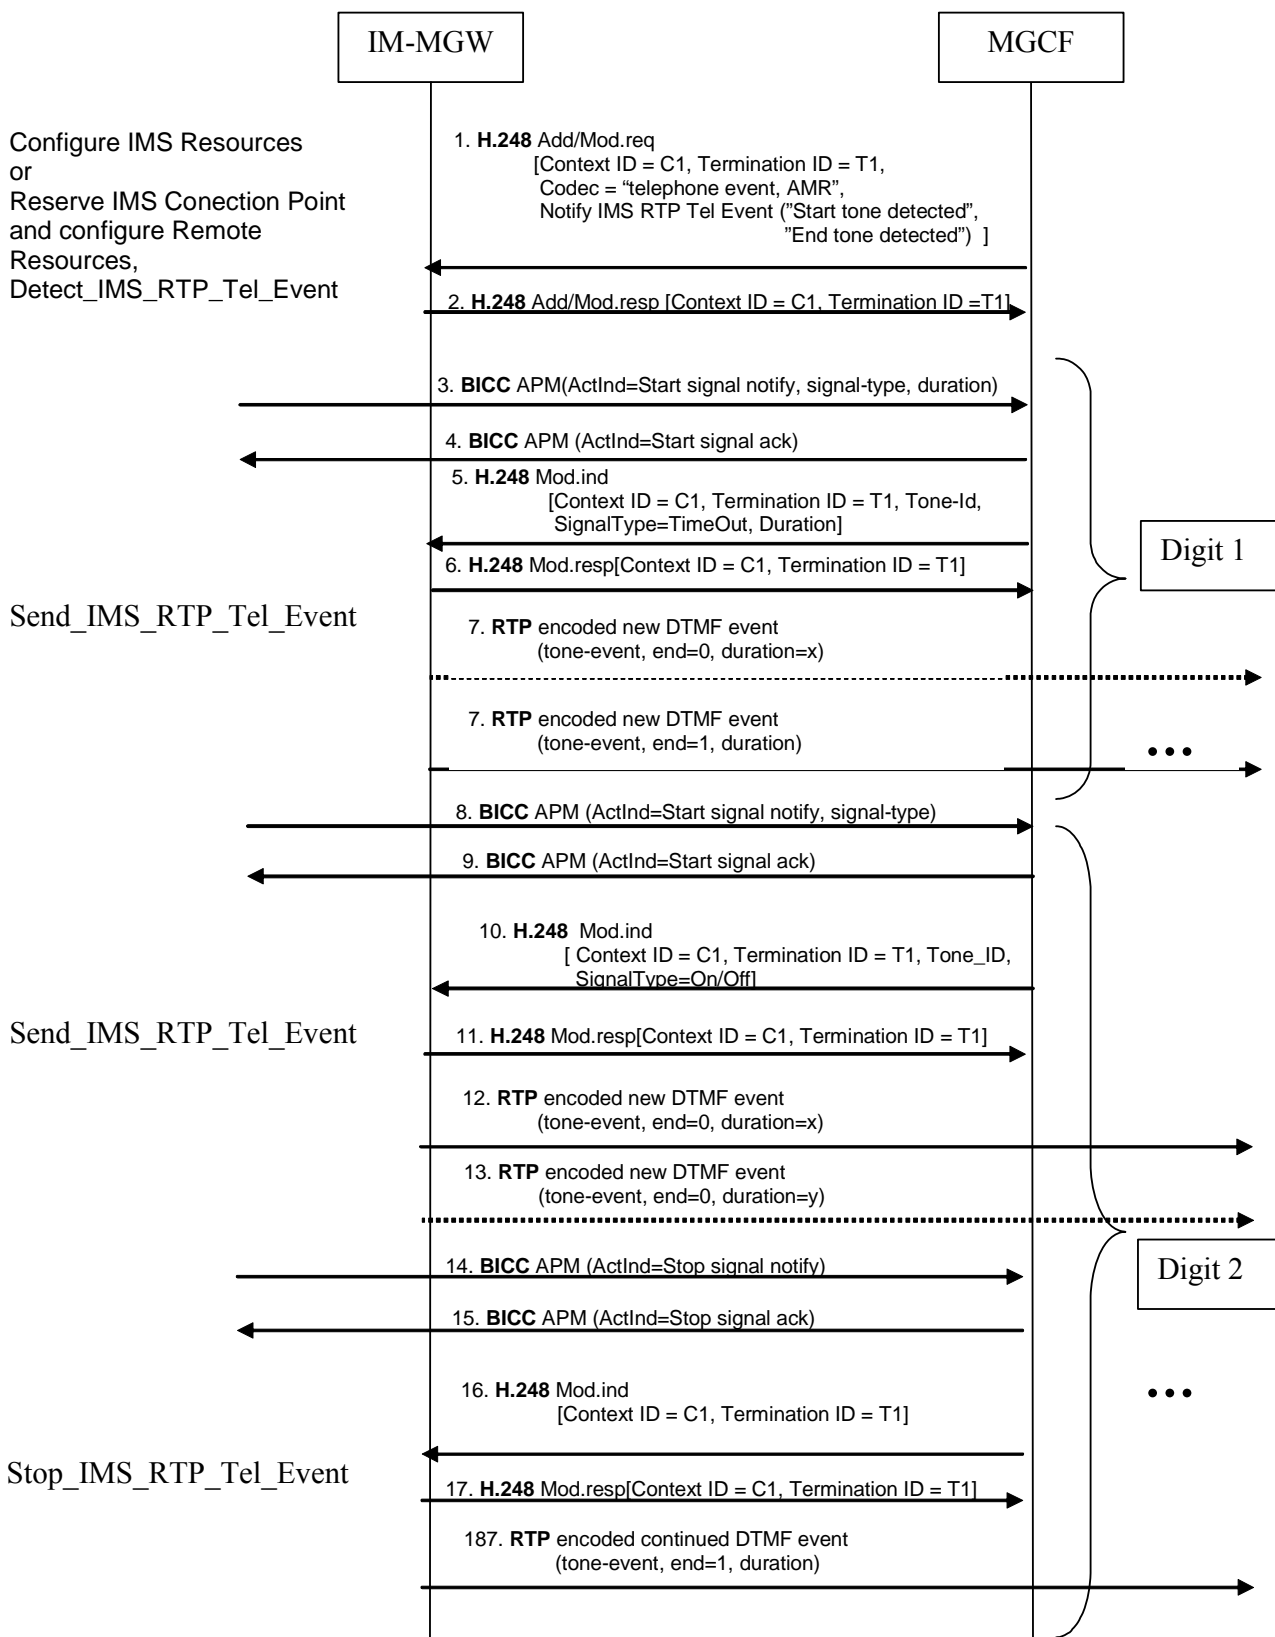 IM-MGW
MGCF
Configure IMS Resources
or
Reserve IMS Conection Point
and configure Remote
Resources,
Detect_IMS_RTP_Tel_Event
1. H.248 Add/Mod.req
[Context ID = C1, Termination ID = T1,
Codec = “telephone event, AMR”,
Notify IMS RTP Tel Event (”Start tone detected”,
”End tone detected”) ]
2. H.248 Add/Mod.resp [Context ID = C1, Termination ID =T1]
3. BICC APM(ActInd=Start signal notify, signal-type, duration)
4. BICC APM (ActInd=Start signal ack)
5. H.248 Mod.ind
[Context ID = C1, Termination ID = T1, Tone-Id,
SignalType=TimeOut, Duration]
Digit 1
6. H.248 Mod.resp[Context ID = C1, Termination ID = T1]
Send_IMS_RTP_Tel_Event
7. RTP encoded new DTMF event
(tone-event, end=0, duration=x)
7. RTP encoded new DTMF event
(tone-event, end=1, duration)
• • •
8. BICC APM (ActInd=Start signal notify, signal-type)
9. BICC APM (ActInd=Start signal ack)
10. H.248 Mod.ind
[ Context ID = C1, Termination ID = T1, Tone_ID,
SignalType=On/Off]
Send_IMS_RTP_Tel_Event
11. H.248 Mod.resp[Context ID = C1, Termination ID = T1]
12. RTP encoded new DTMF event
(tone-event, end=0, duration=x)
13. RTP encoded new DTMF event
(tone-event, end=0, duration=y)
14. BICC APM (ActInd=Stop signal notify)
Digit 2
15. BICC APM (ActInd=Stop signal ack)
16. H.248 Mod.ind
[Context ID = C1, Termination ID = T1]
• • •
Stop_IMS_RTP_Tel_Event
17. H.248 Mod.resp[Context ID = C1, Termination ID = T1]
187. RTP encoded continued DTMF event
(tone-event, end=1, duration)